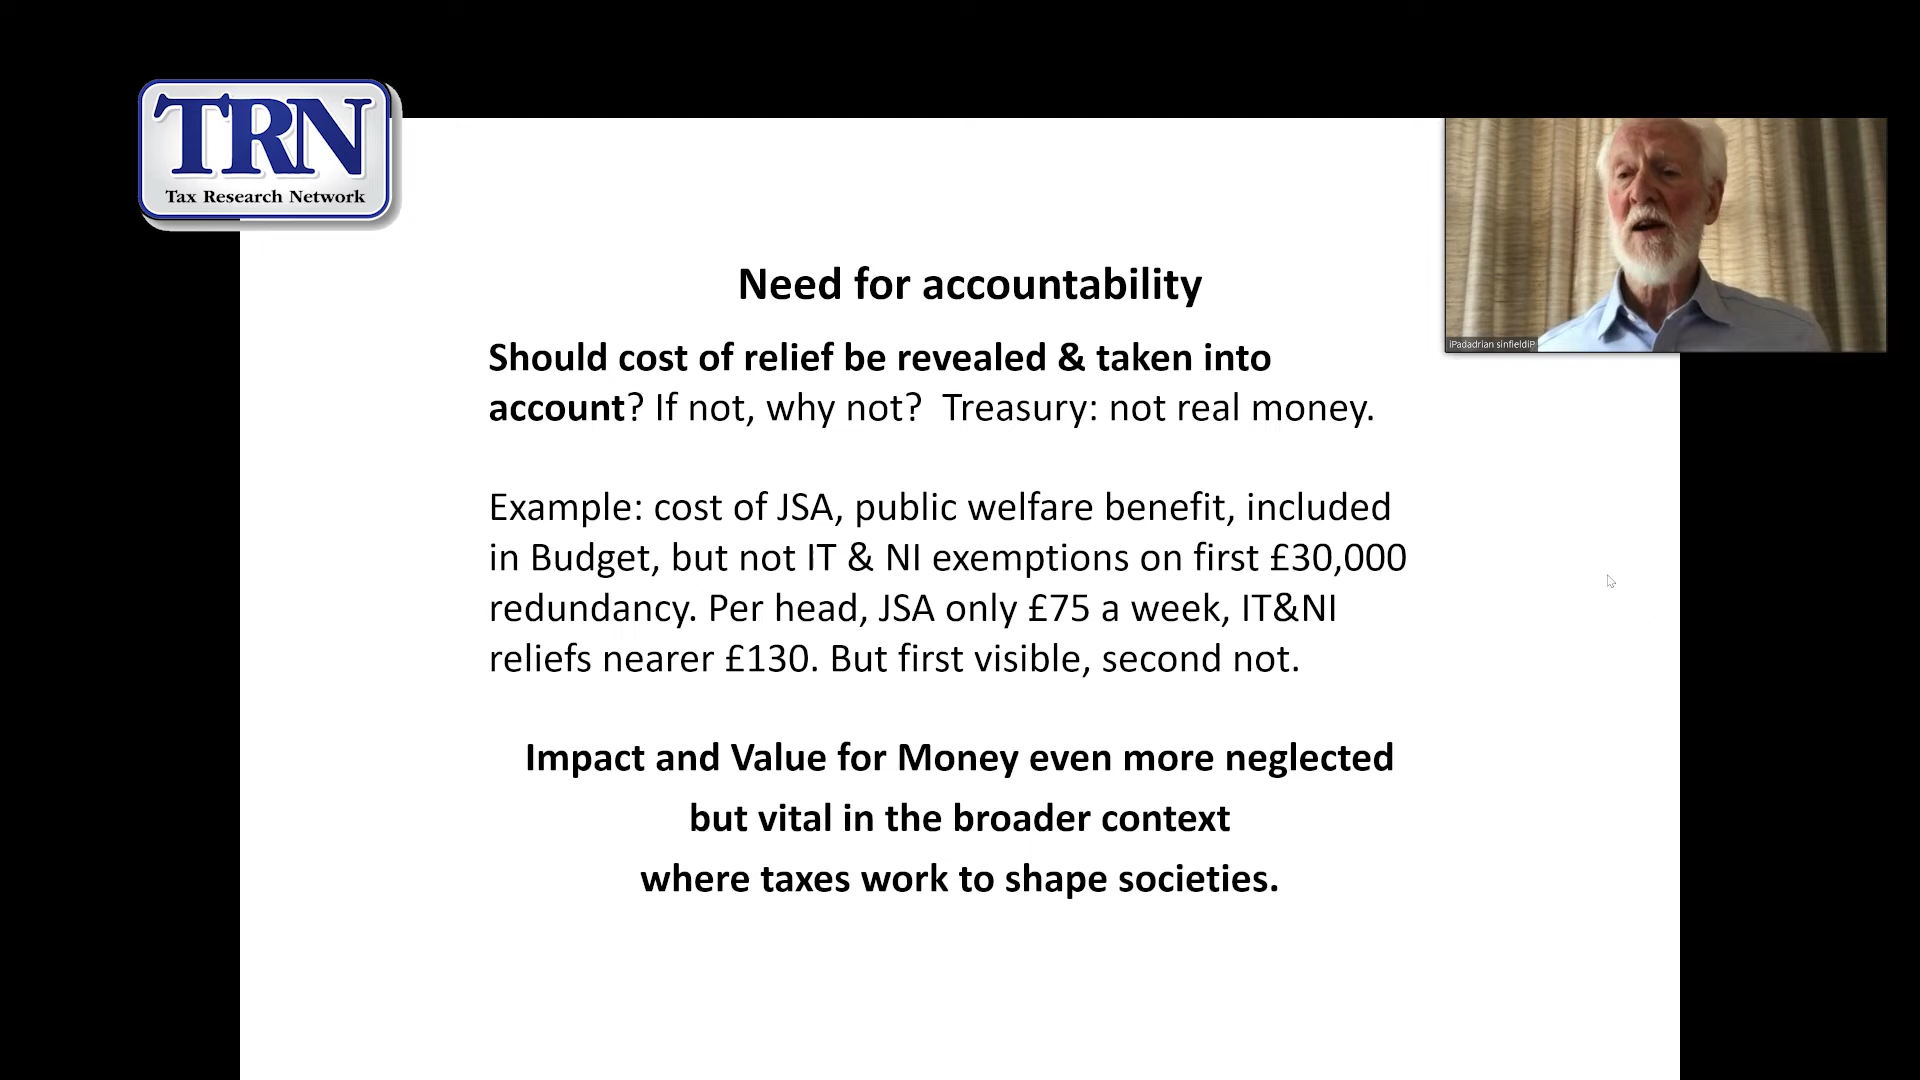 TRN
Tax Research Network
Need for accountability
Should cost of relief be revealed & taken into
account? If not, why not?  Treasury: not real money.
Example: cost of JSA, public welfare benefit, included
in Budget, but not IT & NI exemptions on first £30,000
redundancy. Per head, JSA only £75 a week, IT&NI
reliefs nearer £130. But first visible, second not.
Impact and Value for Money even more neglected
but vital in the broader context
where taxes work to shape societies.
iPadadrian sinfieldiP